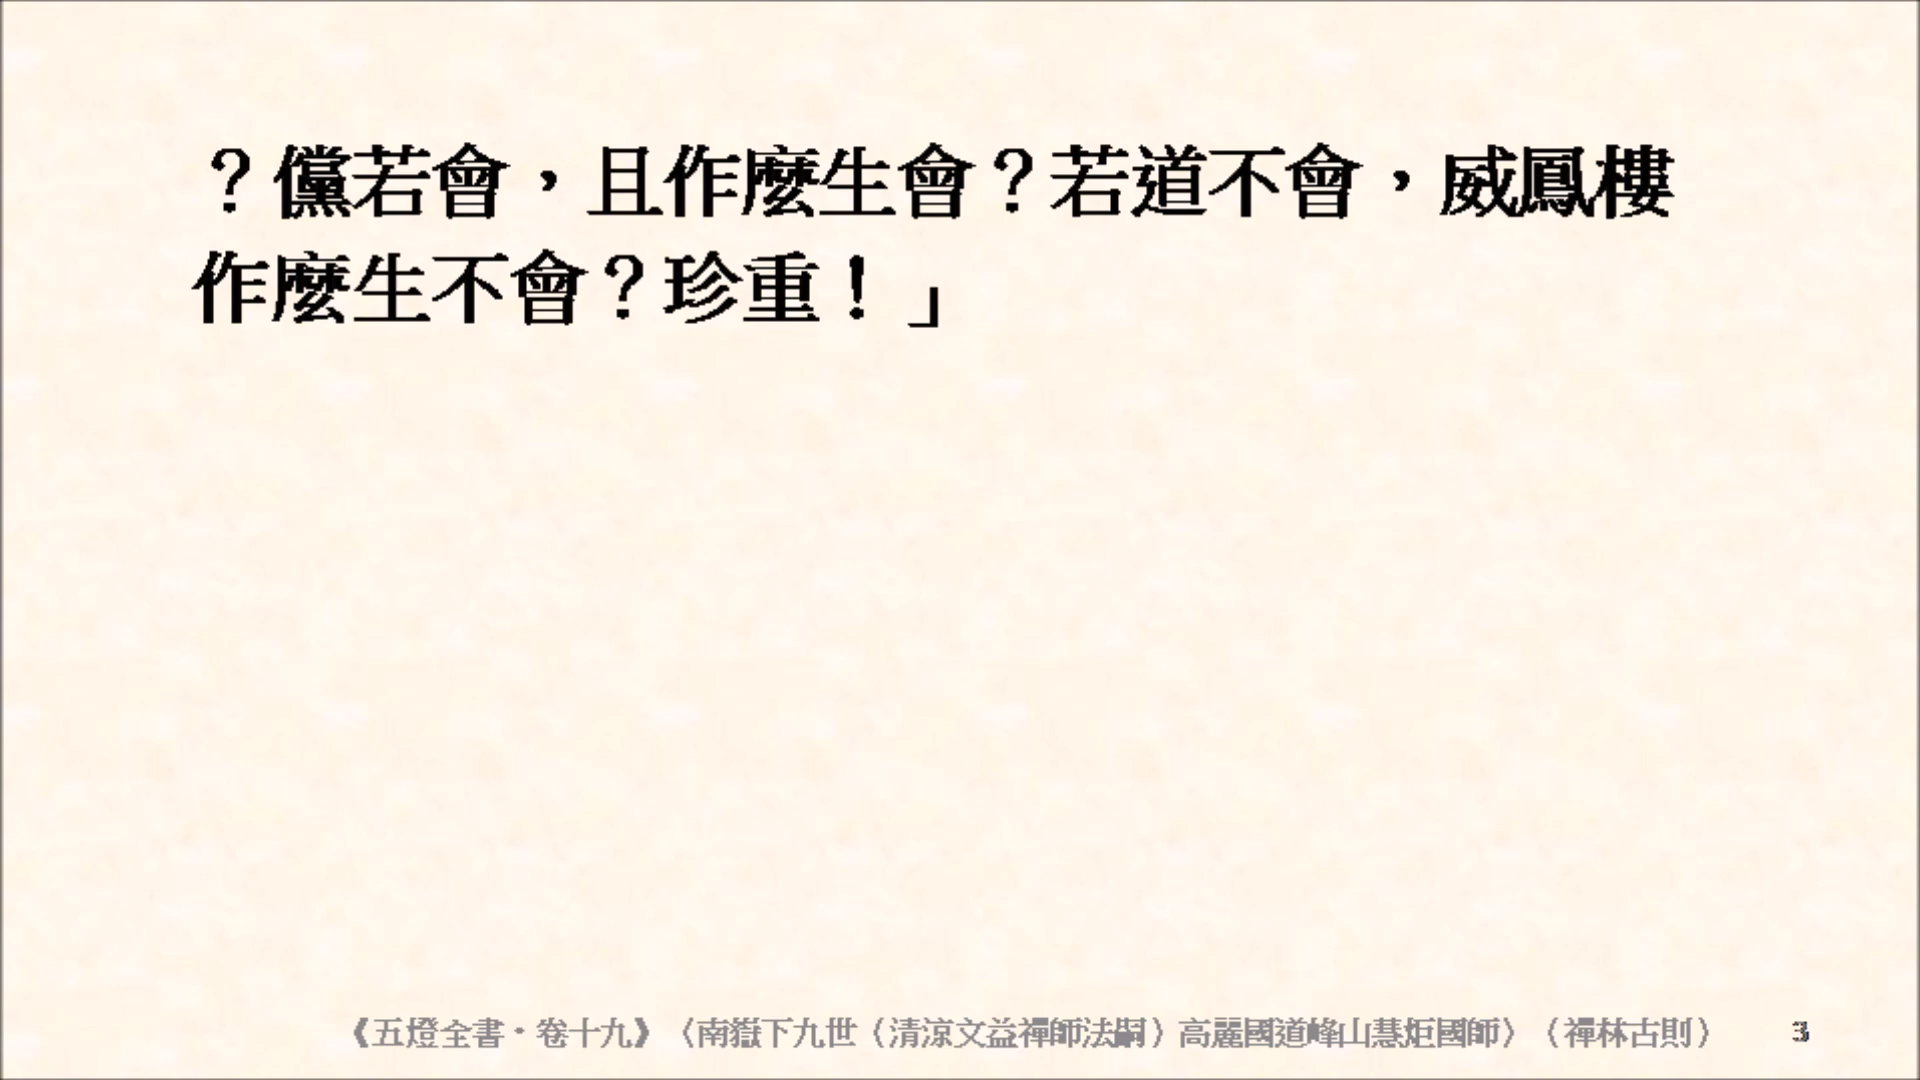 ？儻若會，且作麼生會？若道不會，威鳳樓
作麼生不會？珍重！」
《五燈全書・卷十九》〈南嶽下九世（清涼文益禪師法嗣）高麗國道峰山慧炬國師〉（禪林古則） 3